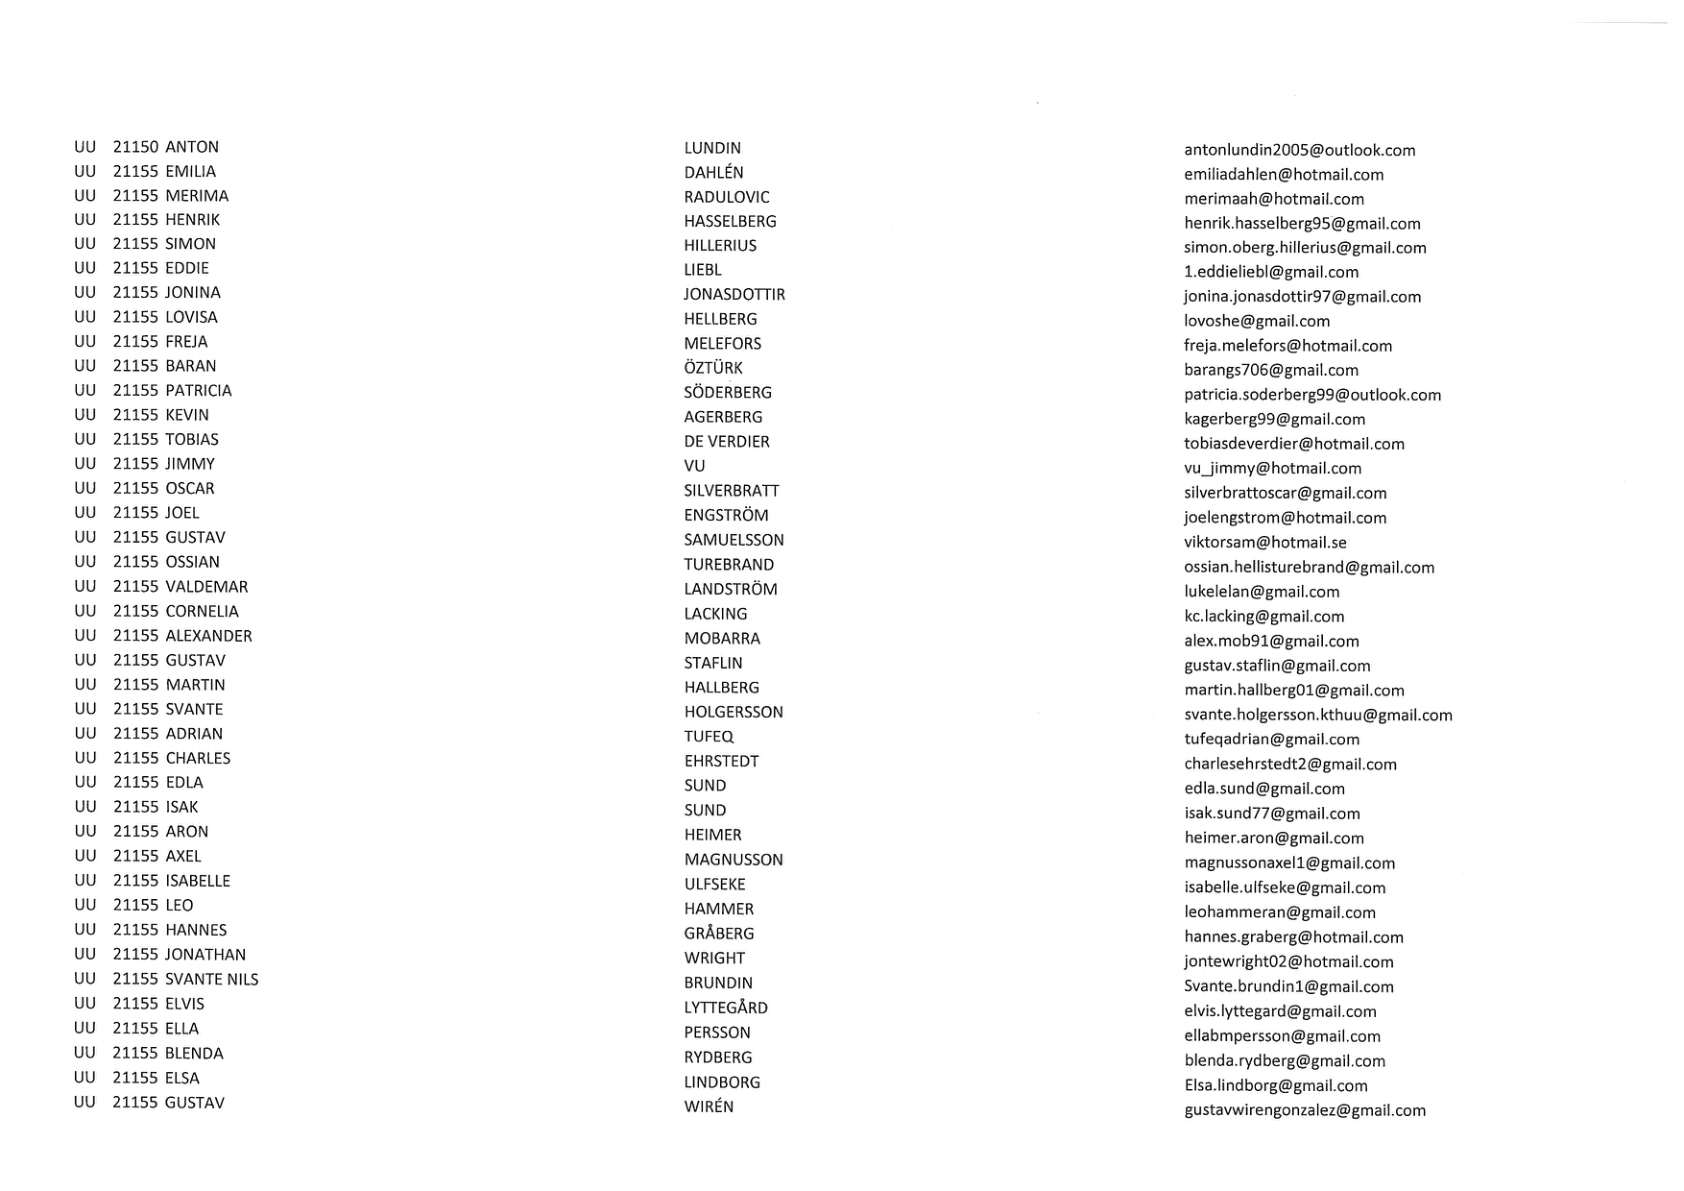 UU 21150 ANTON LUNDIN antonlundin2005@outlook.com
UU 21155 EMILIA DAHLÉN emiliadahlen@hotmail.com
UU 21155 MERIMA RADULOVIC merimaah@hotmail.com
UU 21155 HENRIK HASSELBERG henrik.hasselberg95@gmail.com
UU 21155 SIMON HILLERIUS simon.oberg.hillerius@gmail.com
UU 21155 EDDIE LIEBL 1.eddieliebl@gmail.com
UU 21155 JONINA JONASDOTTIR jonina.jonasdottir97@gmail.com
UU 21155 LOVISA HELLBERG lovoshe@gmail.com
UU 21155 FREJA MELEFORS freja.melefors@hotmail.com
UU 21155 BARAN ÖZTÜRK barangs706@gmail.com
UU 21155 PATRICIA SÖDERBERG patricia.soderberg99@outlook.com
UU 21155 KEVIN AGERBERG kagerberg99@gmail.com
UU 21155 TOBIAS DE VERDIER tobiasdeverdier@hotmail.com
UU 21155 JIMMY VU vu_jimmy@hotmail.com
UU 21155 OSCAR SILVERBRATT silverbrattoscar@gmail.com
UU 21155 JOEL ENGSTRÖM joelengstrom@hotmail.com
UU 21155 GUSTAV SAMUELSSON viktorsam@hotmail.se
UU 21155 OSSIAN TUREBRAND ossian.hellisturebrand@gmail.com
UU 21155 VALDEMAR LANDSTRÖM lukelelan@gmail.com
UU 21155 CORNELIA LACKING kc.lacking@gmail.com
UU 21155 ALEXANDER MOBARRA alex.mob91@gmail.com
UU 21155 GUSTAV STAFLIN gustav.staflin@gmail.com
UU 21155 MARTIN HALLBERG martin.hallberg01@gmail.com
UU 21155 SVANTE HOLGERSSON svante.holgersson.kthuu@gmail.com
UU 21155 ADRIAN TUFEQ tufeqadrian@gmail.com
UU 21155 CHARLES EHRSTEDT charlesehrstedt2@gmail.com
UU 21155 EDLA SUND edla.sund@gmail.com
UU 21155 ISAK SUND isak.sund77@gmail.com
UU 21155 ARON HEIMER heimer.aron@gmail.com
UU 21155 AXEL MAGNUSSON magnussonaxel1@gmail.com
UU 21155 ISABELLE ULFSEKE isabelle.ulfseke@gmail.com
UU 21155 LEO HAMMER leohammeran@gmail.com
UU 21155 HANNES GRÅBERG hannes.graberg@hotmail.com
UU 21155 JONATHAN WRIGHT jontewright02@hotmail.com
UU 21155 SVANTE NILS BRUNDIN Svante.brundin1@gmail.com
UU 21155 ELVIS LYTTEGÅRD elvis.lyttegard@gmail.com
UU 21155 ELLA PERSSON ellabmpersson@gmail.com
UU 21155 BLENDA RYDBERG blenda.rydberg@gmail.com
UU 21155 ELSA LINDBORG Elsa.lindborg@gmail.com
UU 21155 GUSTAV WIRÉN gustavwirengonzalez@gmail.com